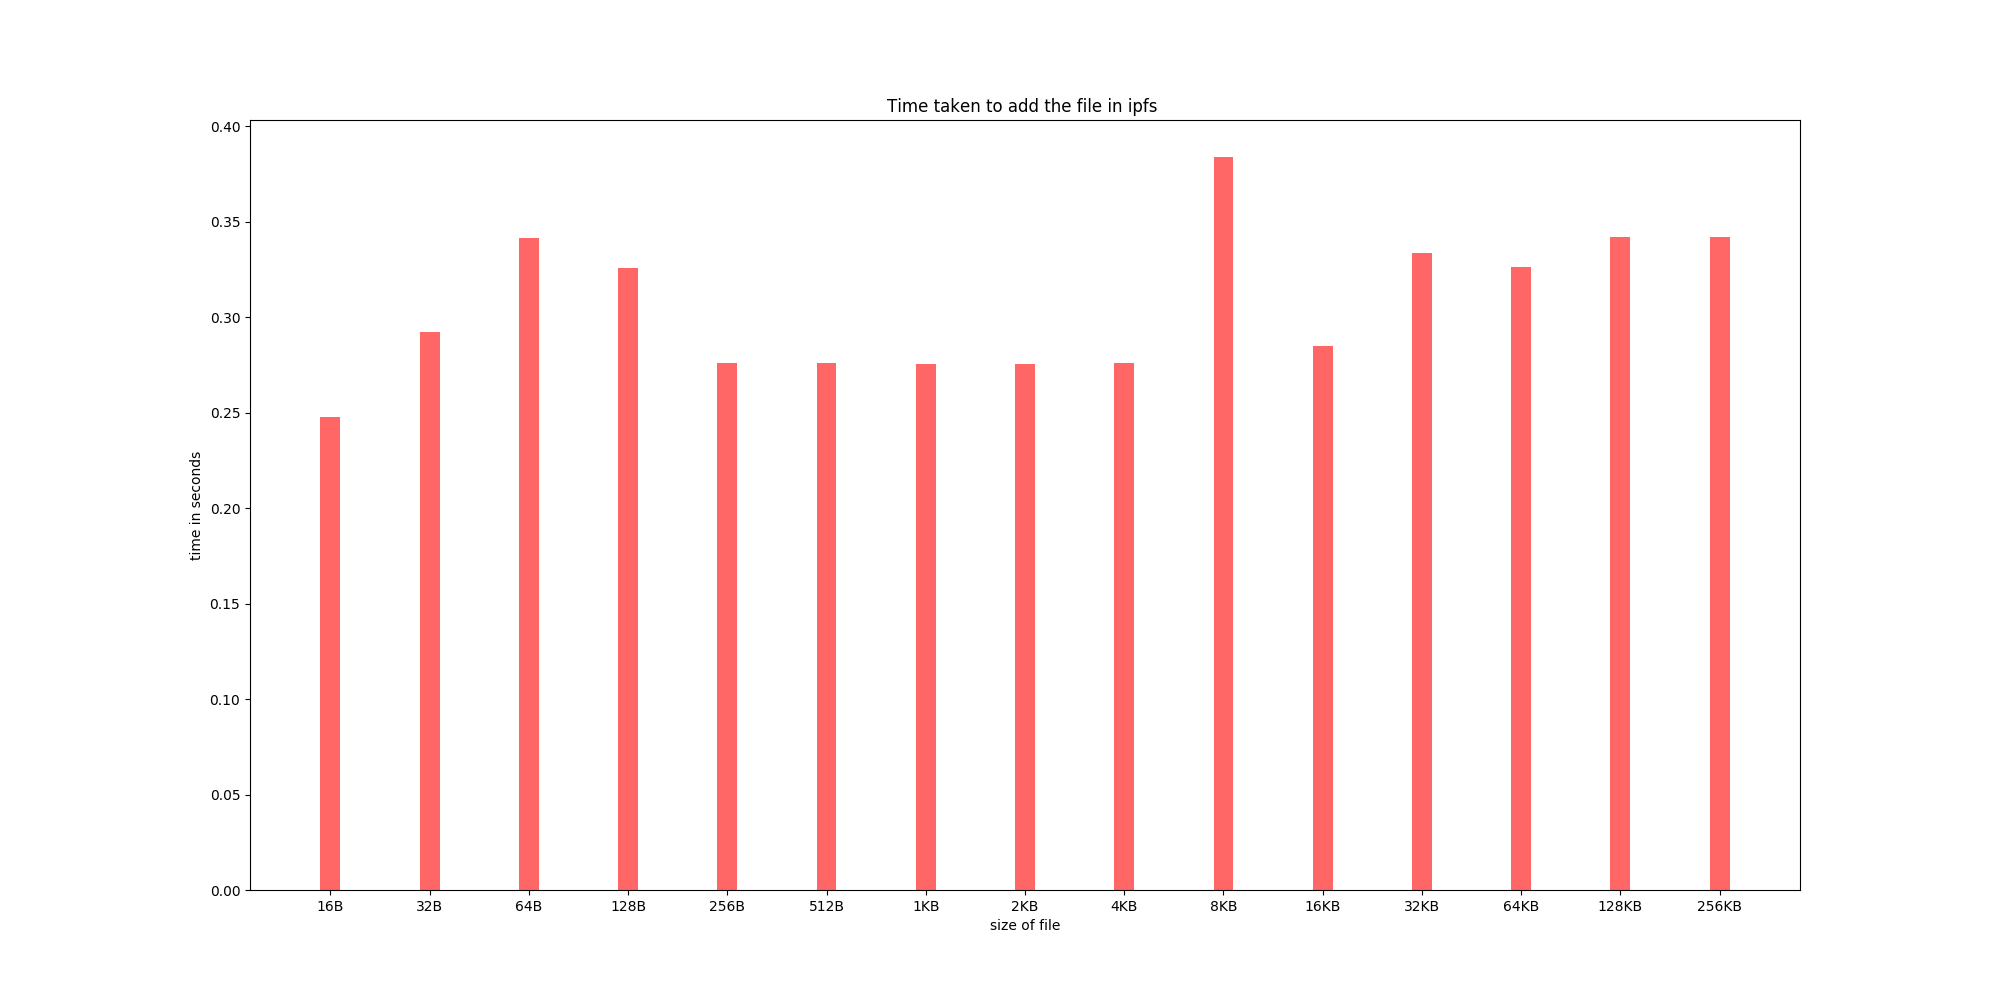 Time taken to add the file in ipfs
0.40
0.35
0.30
0.25
0.20
0.15
0.10
0.05
0.00
time in seconds
16B 32B 64B 128B 256B 512B 1KB 2KB 4KB 8KB 16KB 32KB 64KB 128KB 256KB
size of file